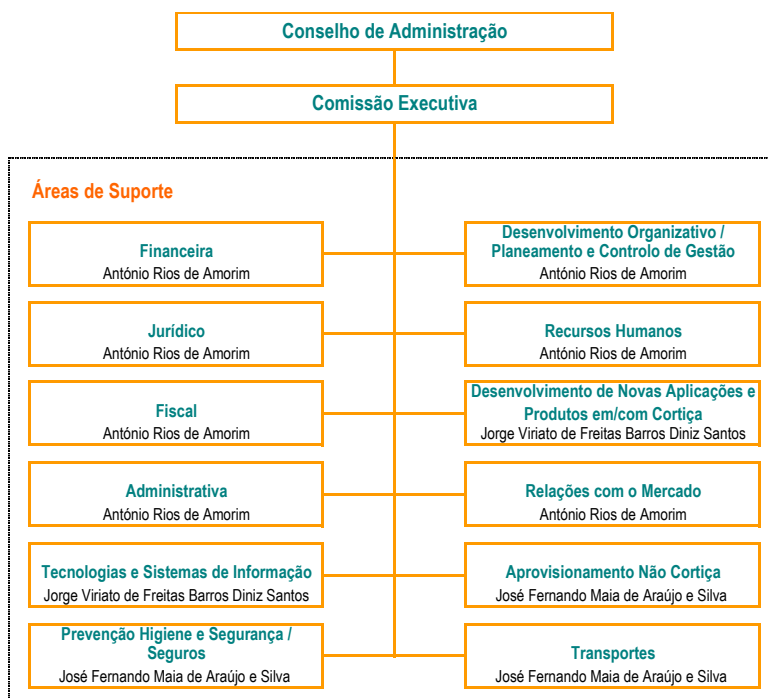 Conselho de Administração
Comissão Executiva
Áreas de Suporte
Financeira
António Rios de Amorim
Desenvolvimento Organizativo /
Planeamento e Controlo de Gestão
António Rios de Amorim
Jurídico
António Rios de Amorim
Recursos Humanos
António Rios de Amorim
Fiscal
António Rios de Amorim
Desenvolvimento de Novas Aplicações e
Produtos em/com Cortiça
Jorge Viriato de Freitas Barros Diniz Santos
Administrativa
António Rios de Amorim
Relações com o Mercado
António Rios de Amorim
Tecnologias e Sistemas de Informação
Jorge Viriato de Freitas Barros Diniz Santos
Aprovisionamento Não Cortiça
José Fernando Maia de Araújo e Silva
Prevenção Higiene e Segurança /
Seguros
José Fernando Maia de Araújo e Silva
Transportes
José Fernando Maia de Araújo e Silva